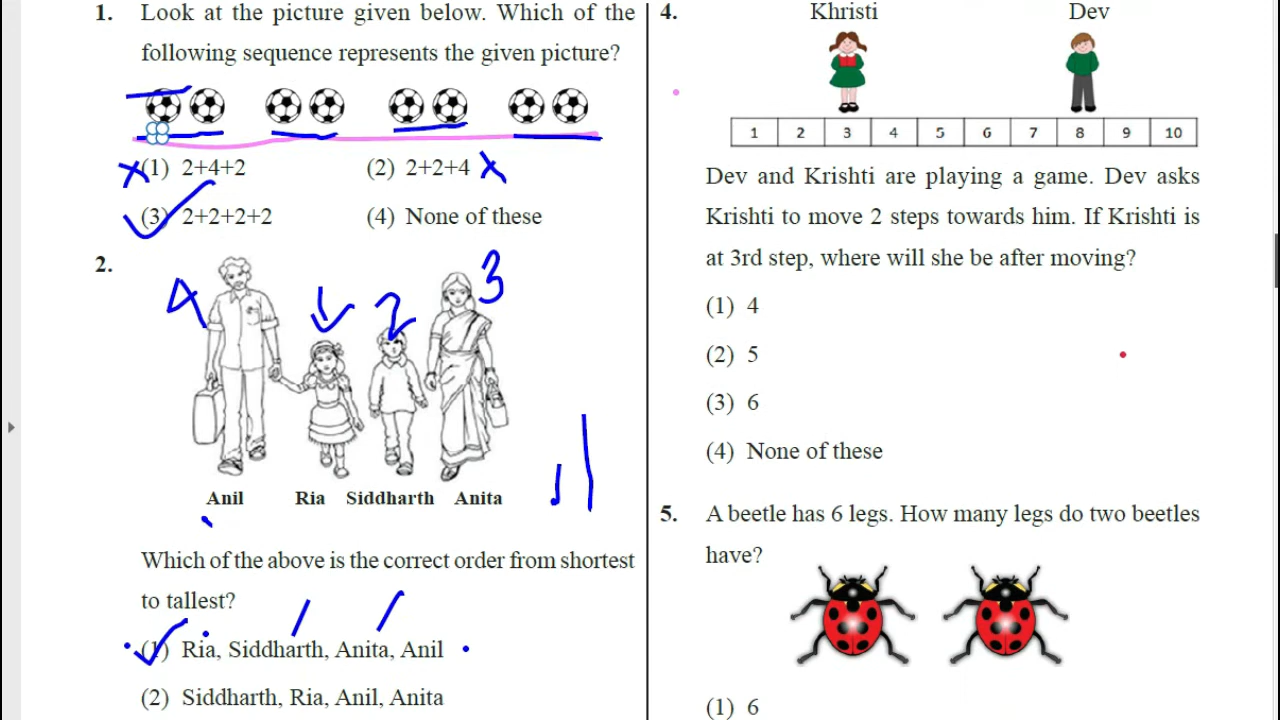 1. Look at the picture given below. Which of the
following sequence represents the given picture?
(1) 2+4+2 (2) 2+2+4
(3) 2+2+2+2 (4) None of these
2.
4 1 2 3
Anil Ria Siddharth Anita
Which of the above is the correct order from shortest
to tallest?
(1) Ria, Siddharth, Anita, Anil
(2) Siddharth, Ria, Anil, Anita
4. Khristi Dev
1 2 3 4 5 6 7 8 9 10
Dev and Krishti are playing a game. Dev asks
Krishti to move 2 steps towards him. If Krishti is
at 3rd step, where will she be after moving?
(1) 4
(2) 5
(3) 6
(4) None of these
5. A beetle has 6 legs. How many legs do two beetles
have?
(1) 6